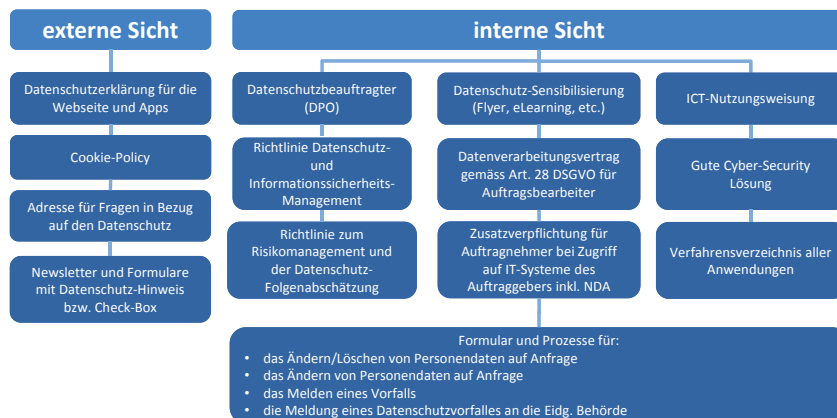 externe Sicht
Datenschutzerklärung für die
Webseite und Apps
Cookie-Policy
Adresse für Fragen in Bezug
auf den Datenschutz
Newsletter und Formulare
mit Datenschutz-Hinweis
bzw. Check-Box
interne Sicht
Datenschutzbeauftragter
(DPO)
Richtlinie Datenschutz-
und
Informationssicherheits-
Management
Richtlinie zum
Risikomanagement und
der Datenschutz-
Folgenabschätzung
Datenschutz-Sensibilisierung
(Flyer, eLearning, etc.)
Datenverarbeitungsvertrag
gemäss Art. 28 DSGVO für
Auftragsbearbeiter
Zusatzverpflichtung für
Auftragnehmer bei Zugriff
auf IT-Systeme des
Auftraggebers inkl. NDA
ICT-Nutzungsweisung
Gute Cyber-Security
Lösung
Verfahrensverzeichnis aller
Anwendungen
Formular und Prozesse für:
• das Ändern/Löschen von Personendaten auf Anfrage
• das Ändern von Personendaten auf Anfrage
• das Melden eines Vorfalls
• die Meldung eines Datenschutzvorfalles an die Eidg. Behörde